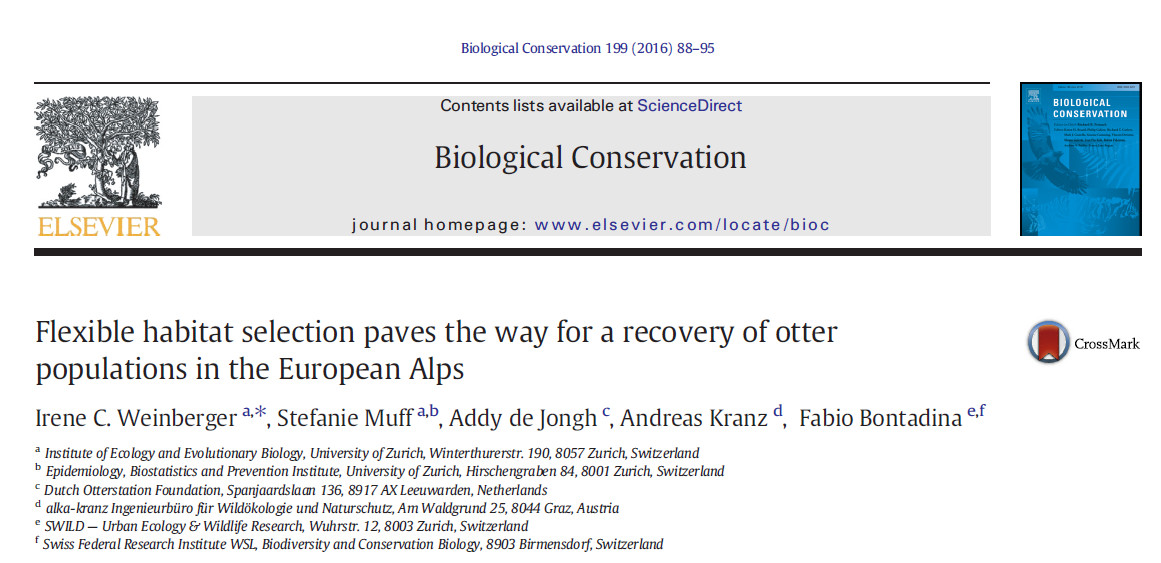 Biological Conservation 199 (2016) 88–95
Contents lists available at ScienceDirect
Biological Conservation
journal homepage: www.elsevier.com/locate/bioc
ELSEVIER
BIOLOGICAL
CONSERVATION
Flexible habitat selection paves the way for a recovery of otter
populations in the European Alps
CrossMark
Irene C. Weinberger a,*, Stefanie Muff a,b, Addy de Jongh c, Andreas Kranz d, Fabio Bontadina e,f
a Institute of Ecology and Evolutionary Biology, University of Zurich, Winterthurerstr. 190, 8057 Zurich, Switzerland
b Epidemiology, Biostatistics and Prevention Institute, University of Zurich, Hirschengraben 84, 8001 Zurich, Switzerland
c Dutch Otterstation Foundation, Spanjaardslaan 136, 8917 AX Leeuwarden, Netherlands
d alka-kranz Ingenieurbüro für Wildökologie und Naturschutz, Am Waldgrund 25, 8044 Graz, Austria
e SWILD — Urban Ecology & Wildlife Research, Wuhrstr. 12, 8003 Zurich, Switzerland
f Swiss Federal Research Institute WSL, Biodiversity and Conservation Biology, 8903 Birmensdorf, Switzerland